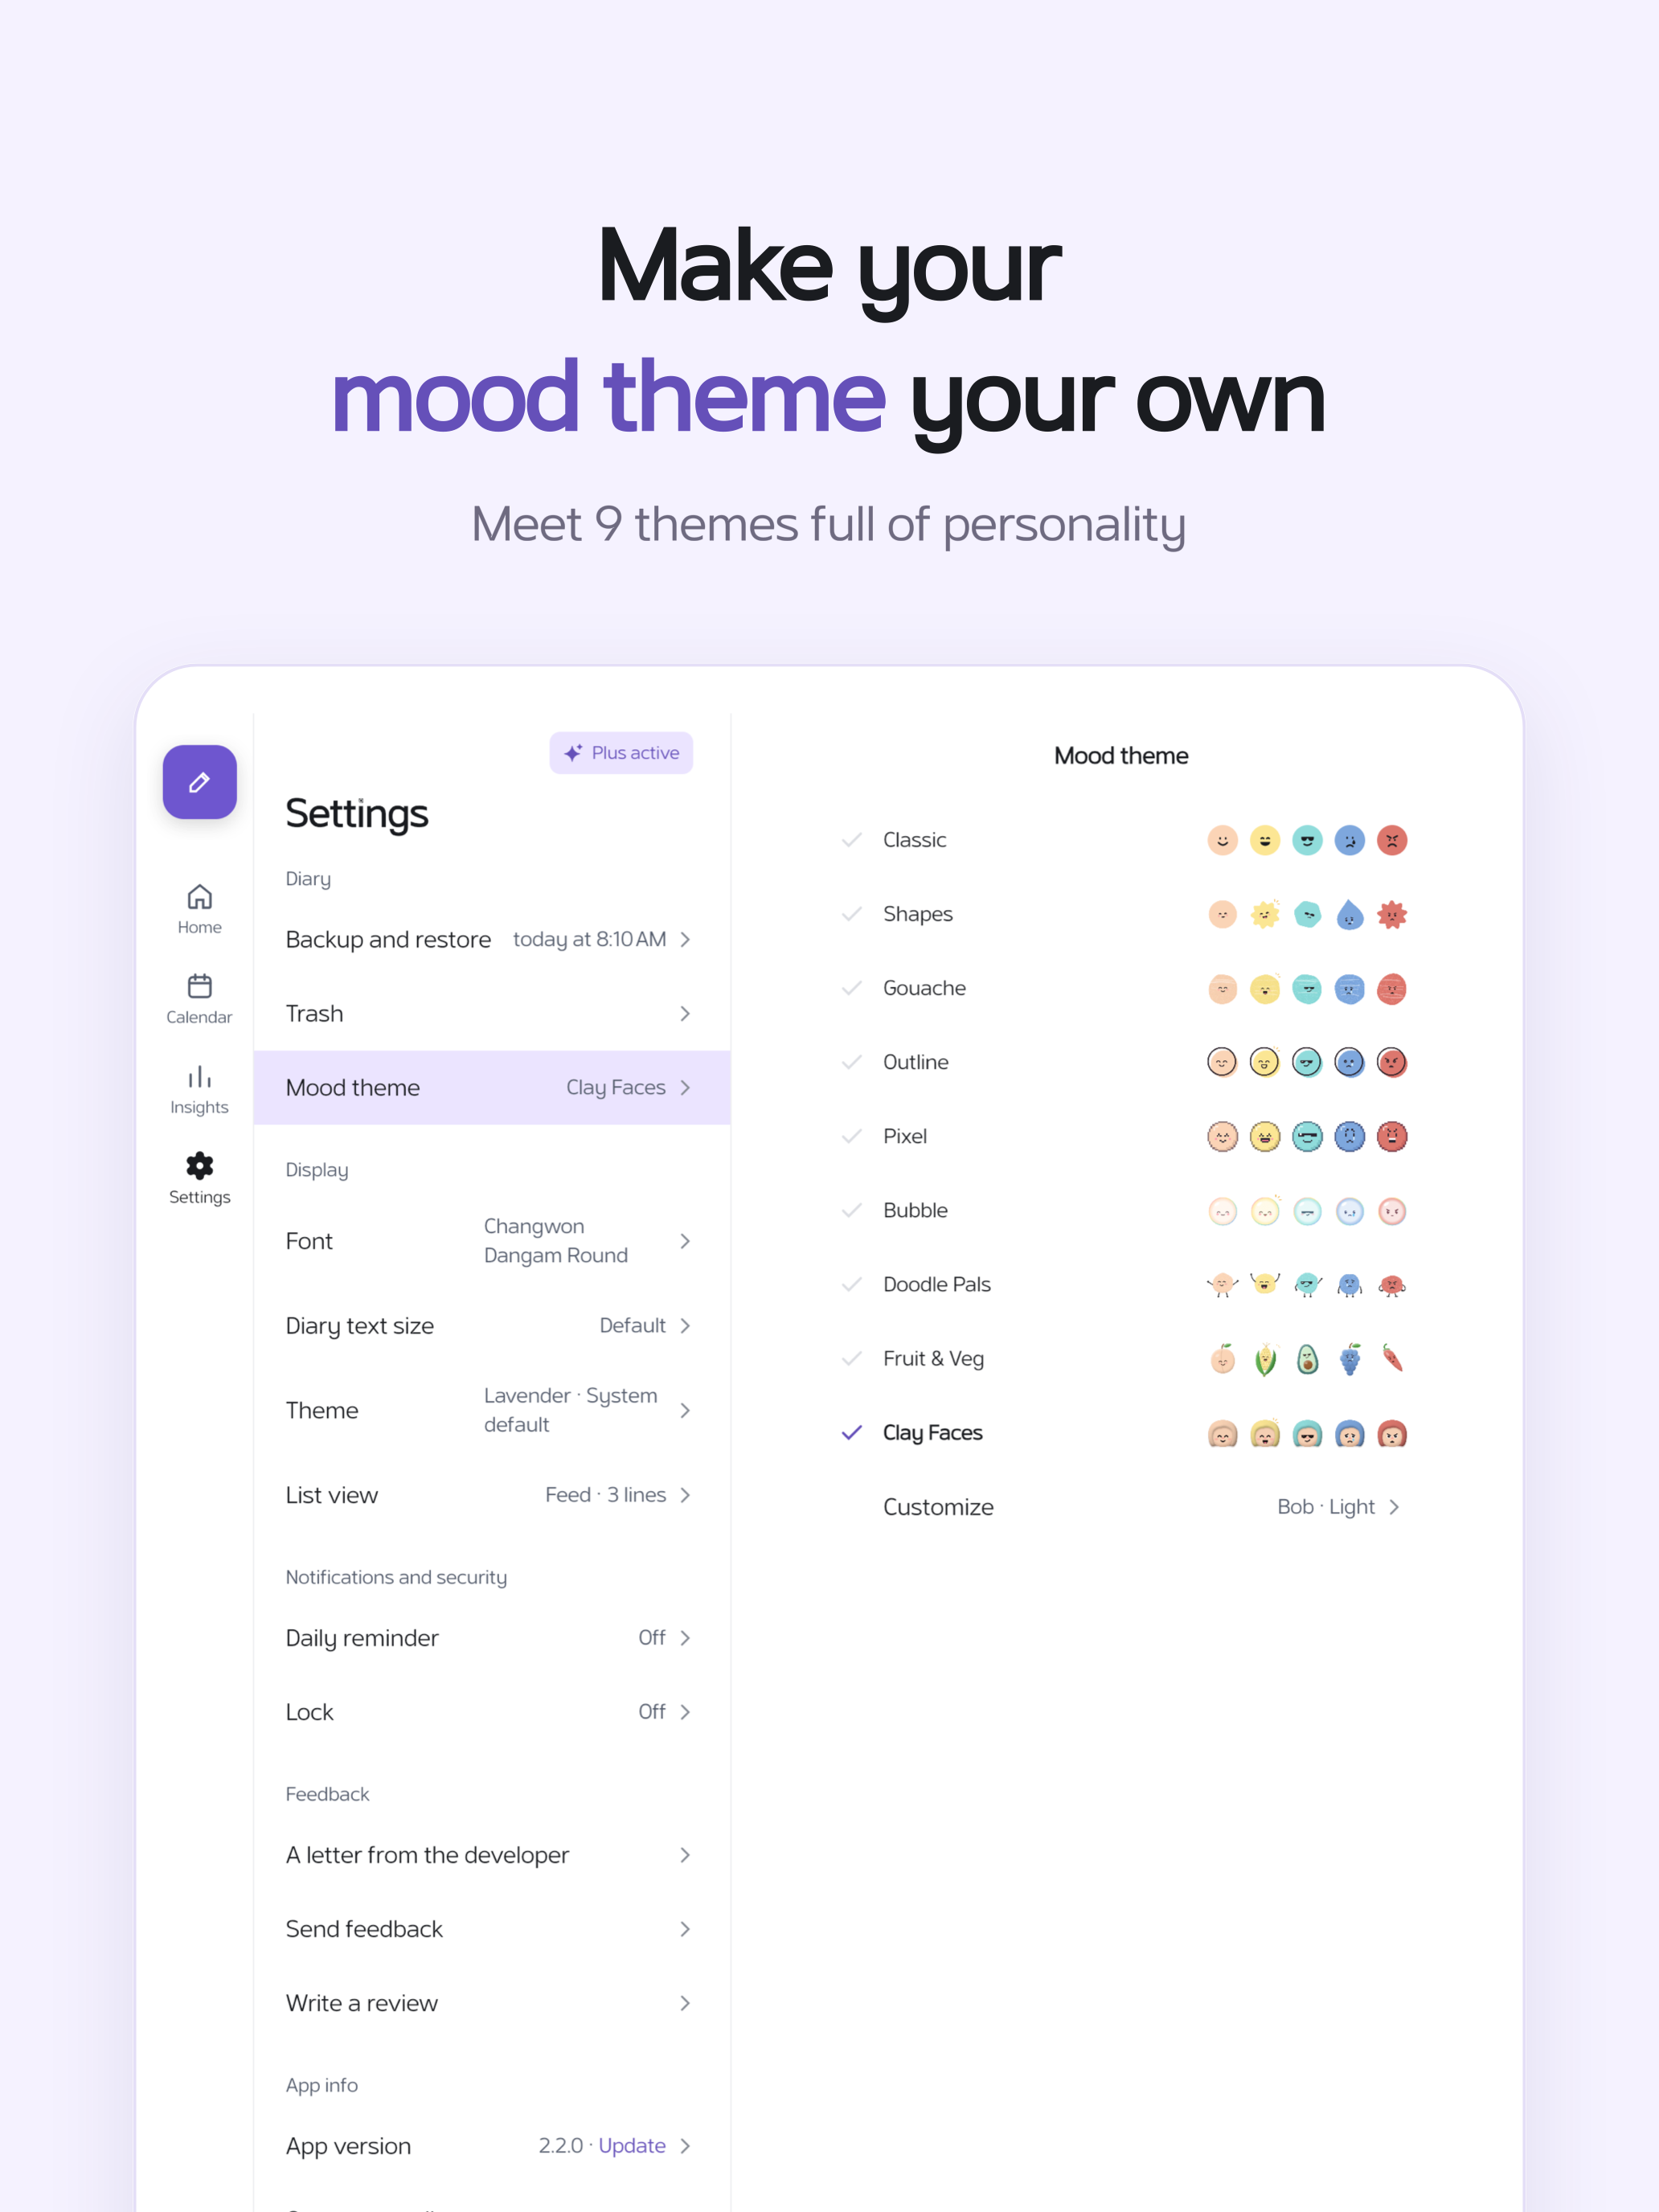 Make your
mood theme your own
Meet 9 themes full of personality
Plus active
Settings
Diary
Backup and restore today at 8:10 AM
Trash
Mood theme Clay Faces
Display
Font Changwon
Dangam Round
Diary text size Default
Theme Lavender · System
default
List view Feed · 3 lines
Notifications and security
Daily reminder Off
Lock Off
Feedback
A letter from the developer
Send feedback
Write a review
App info
App version 2.2.0 · Update
Home
Calendar
Insights
Settings
Mood theme
Classic
Shapes
Gouache
Outline
Pixel
Bubble
Doodle Pals
Fruit & Veg
Clay Faces
Customize Bob · Light